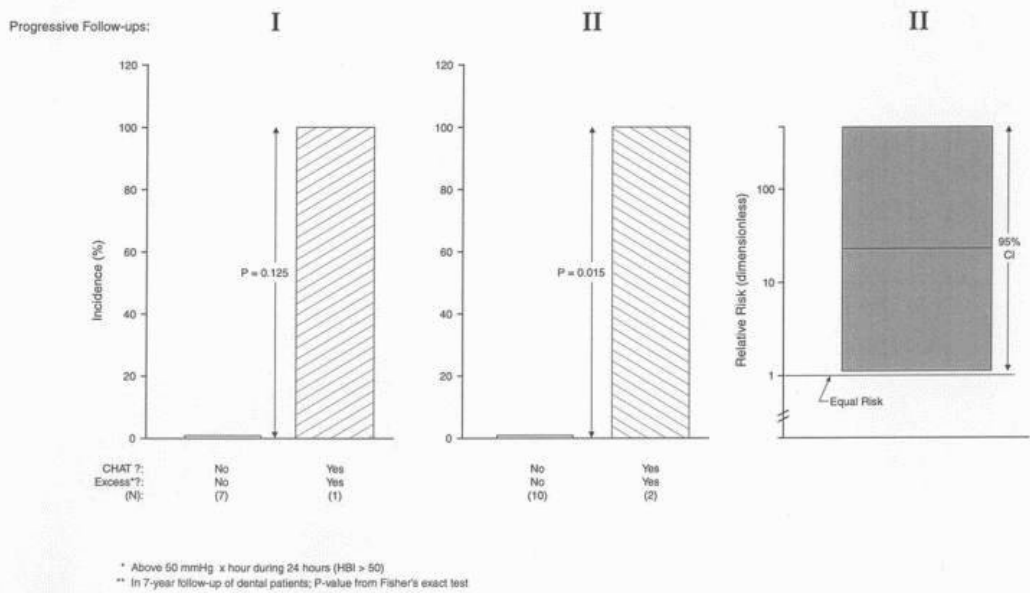 Progressive Follow-ups: I II II
120 120
100 100
80 80
60 60
40 40
20 20
0 0
Incidence (%)
P = 0.125
P = 0.015
Relative Risk (dimensionless)
100
10
1
95%
CI
Equal Risk
CHAT ?: No Yes No Yes
Excess*?: No Yes No Yes
(N): (7) (1) (10) (2)
* Above 50 mmHg x hour during 24 hours (HBI > 50)
** In 7-year follow-up of dental patients; P-value from Fisher's exact test